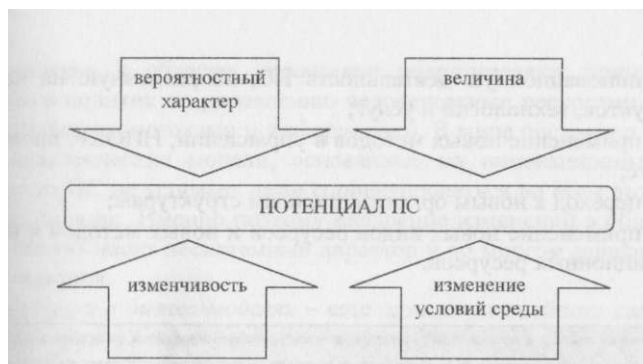 вероятностный
характер
величина
ПОТЕНЦИАЛ ПС
изменчивость
изменение
условий среды